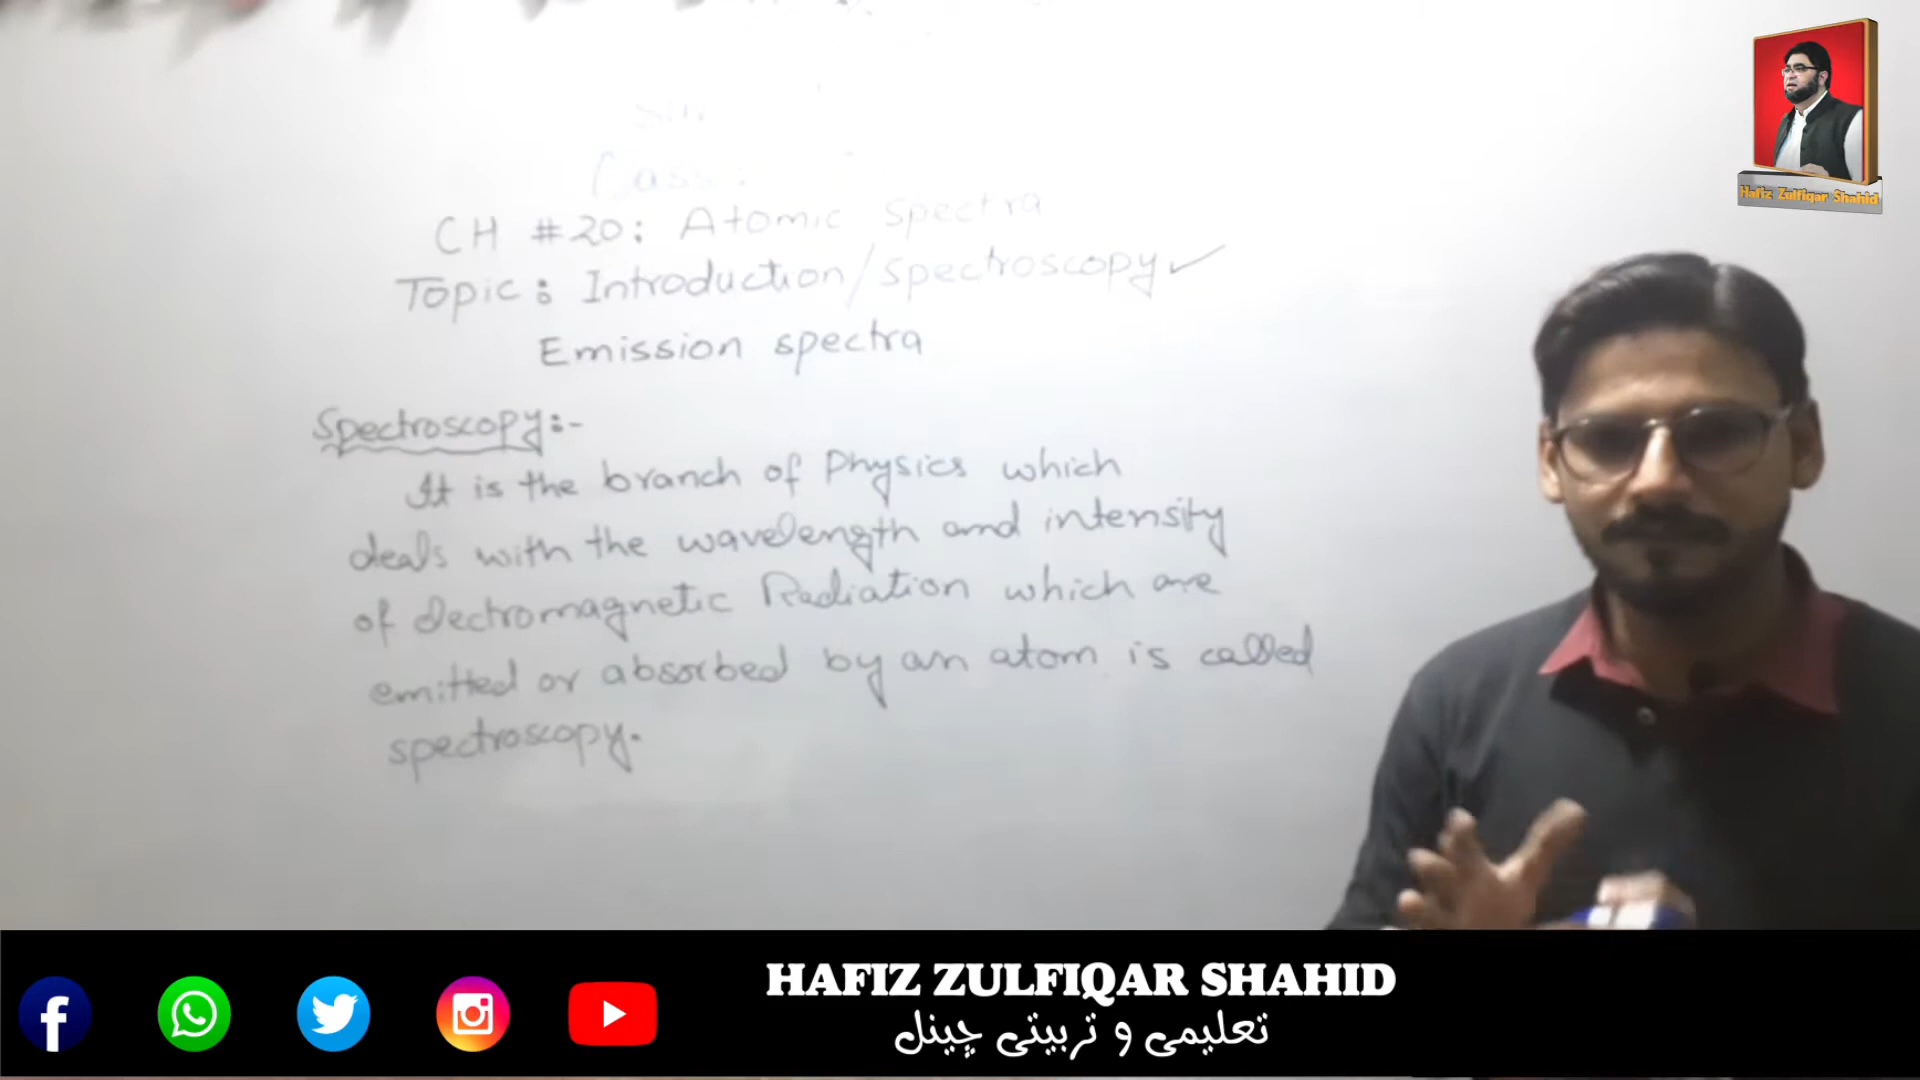 Hafiz Zulfiqar Shahid
CH #20: Atomic Spectra
Topic: Introduction/Spectroscopy ✓
Emission spectra
Spectroscopy:-
It is the branch of Physics which
deals with the wavelength and intensity
of electromagnetic Radiation which are
emitted or absorbed by an atom is called
spectroscopy.
HAFIZ ZULFIQAR SHAHID
تعلیمی و تربیتی چینل